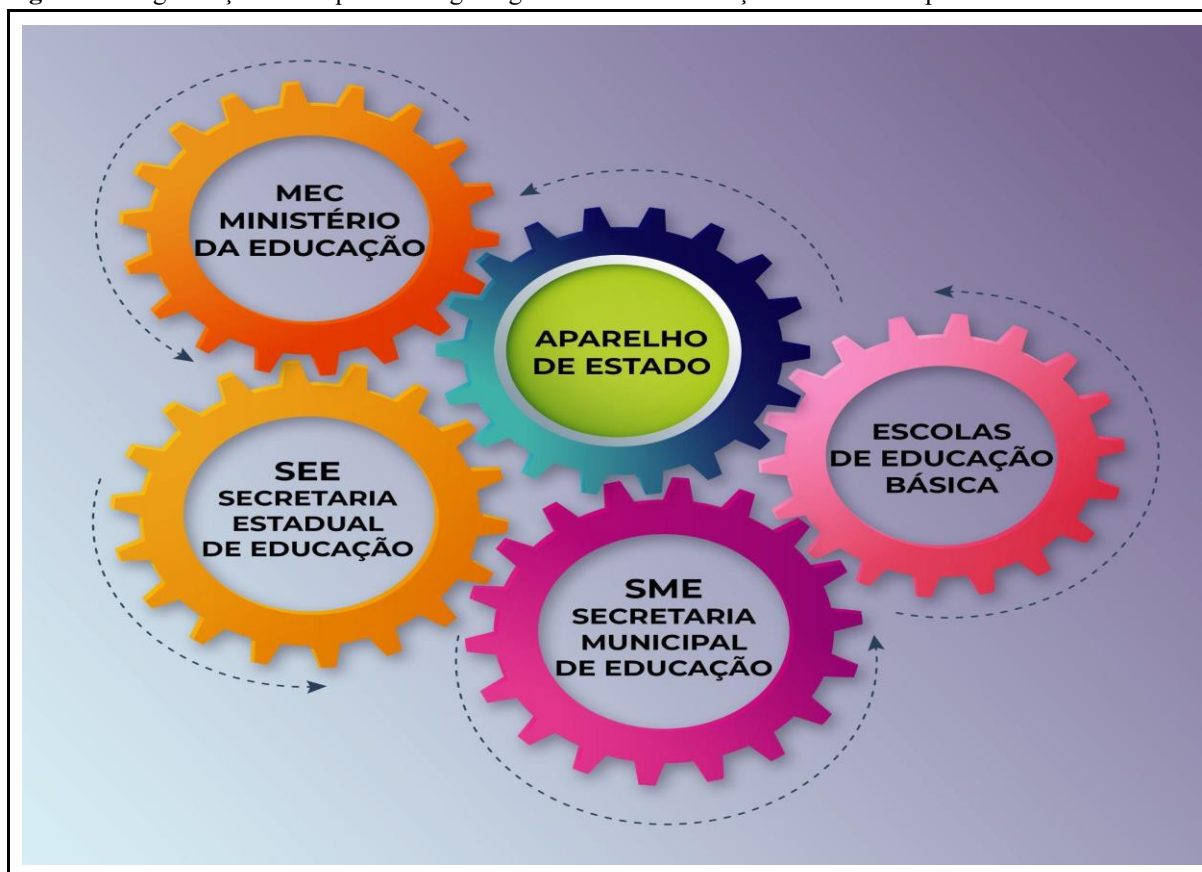 MEC
MINISTÉRIO
DA EDUCAÇÃO
APARELHO
DE ESTADO
ESCOLAS
DE EDUCAÇÃO
BÁSICA
SEE
SECRETARIA
ESTADUAL
DE EDUCAÇÃO
SME
SECRETARIA
MUNICIPAL
DE EDUCAÇÃO